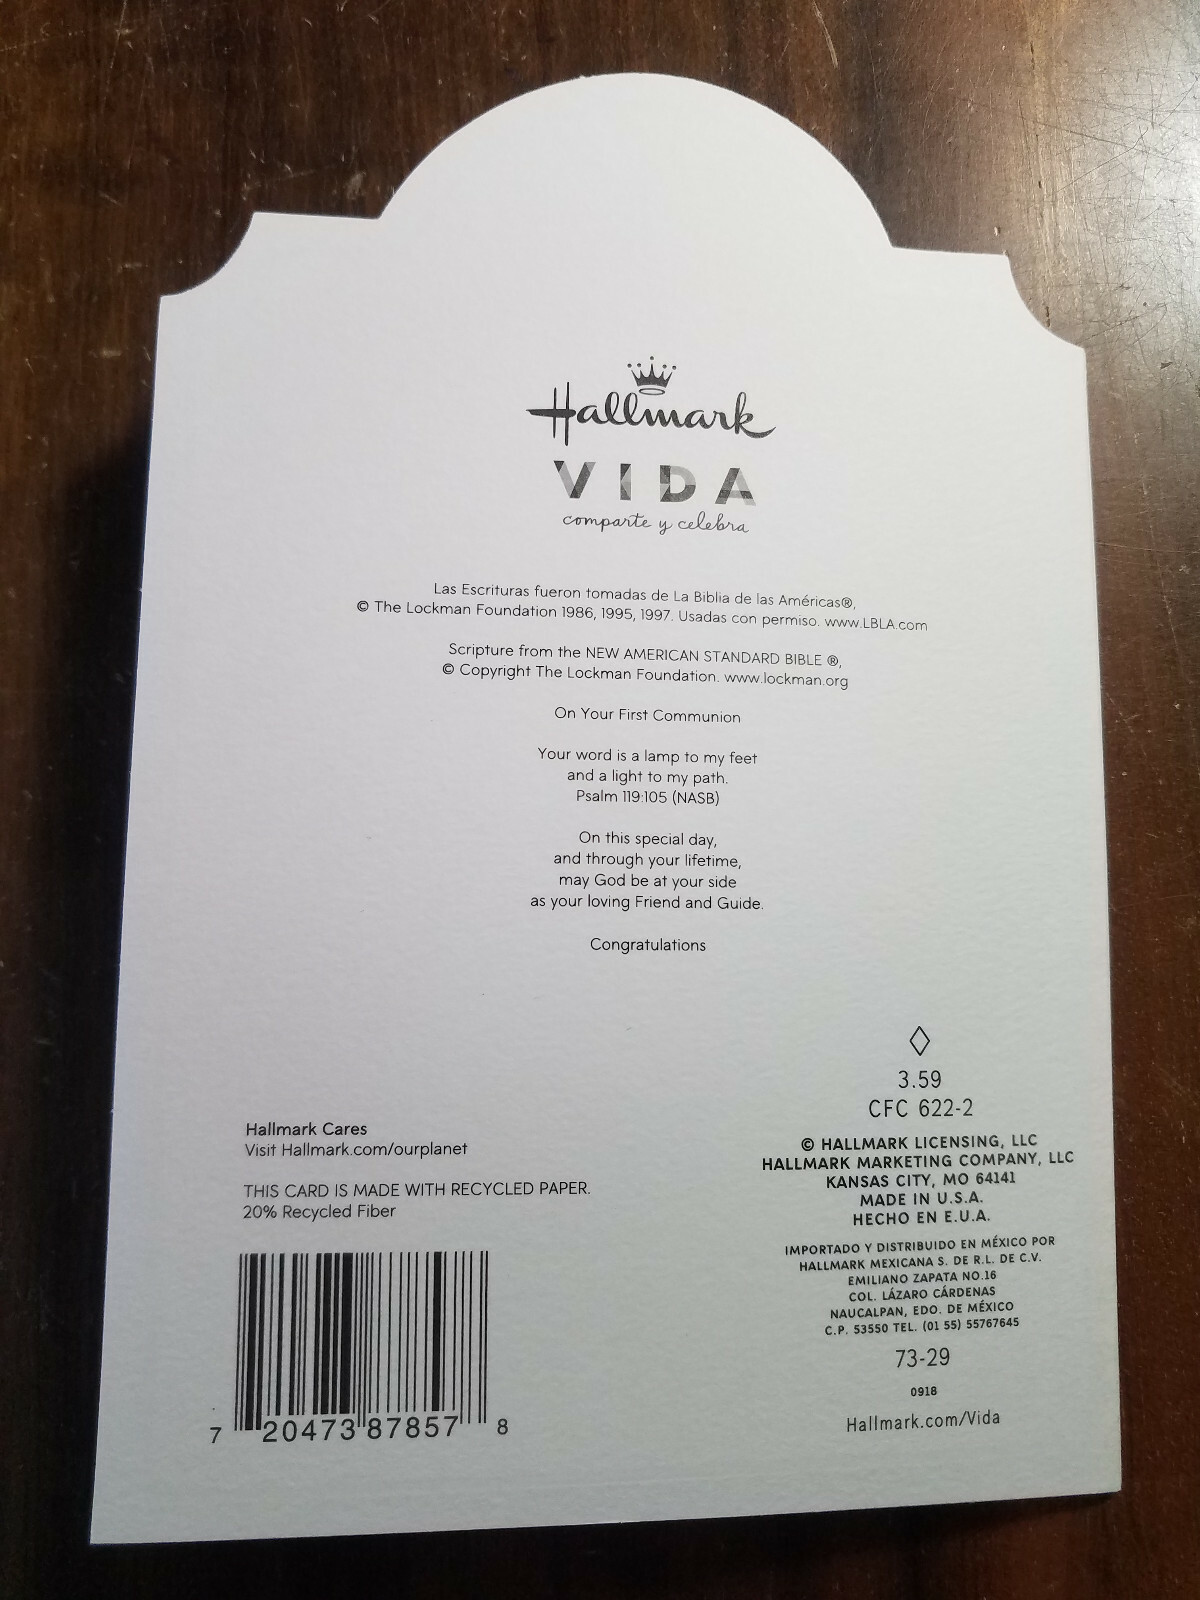 Hallmark
VIDA
comparte y celebra
Las Escrituras fueron tomadas de La Biblia de las Américas®,
© The Lockman Foundation 1986, 1995, 1997. Usadas con permiso. www.LBLA.com
Scripture from the NEW AMERICAN STANDARD BIBLE ®,
© Copyright The Lockman Foundation. www.lockman.org
On Your First Communion
Your word is a lamp to my feet
and a light to my path.
Psalm 119:105 (NASB)
On this special day,
and through your lifetime,
may God be at your side
as your loving Friend and Guide.
Congratulations
Hallmark Cares
Visit Hallmark.com/ourplanet
THIS CARD IS MADE WITH RECYCLED PAPER.
20% Recycled Fiber
7 20473 87857 8
3.59
CFC 622-2
© HALLMARK LICENSING, LLC
HALLMARK MARKETING COMPANY, LLC
KANSAS CITY, MO 64141
MADE IN U.S.A.
HECHO EN E.U.A.
IMPORTADO Y DISTRIBUIDO EN MÉXICO POR
HALLMARK MEXICANA S. DE R.L. DE C.V.
EMILIANO ZAPATA NO.16
COL. LÁZARO CÁRDENAS
NAUCALPAN, EDO. DE MÉXICO
C.P. 53550 TEL. (01 55) 55767645
73-29
0918
Hallmark.com/Vida